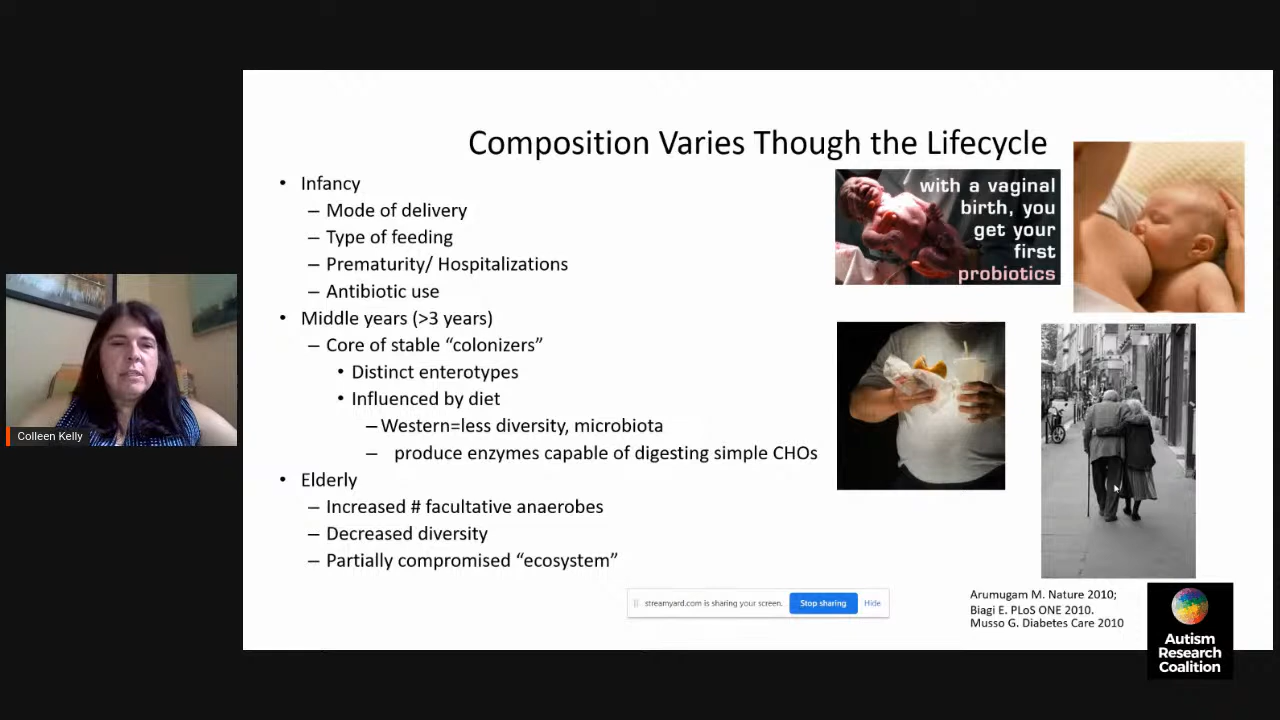 Composition Varies Though the Lifecycle
• Infancy
– Mode of delivery
– Type of feeding
– Prematurity/ Hospitalizations
– Antibiotic use
• Middle years (>3 years)
– Core of stable “colonizers”
• Distinct enterotypes
• Influenced by diet
–Western=less diversity, microbiota
– produce enzymes capable of digesting simple CHOs
• Elderly
– Increased # facultative anaerobes
– Decreased diversity
– Partially compromised “ecosystem”
with a vaginal
birth, you
get your
first
probiotics
Colleen Kelly
streamyard.com is sharing your screen.
Stop sharing
Hide
Arumugam M. Nature 2010;
Biagi E. PLoS ONE 2010.
Musso G. Diabetes Care 2010
Autism
Research
Coalition